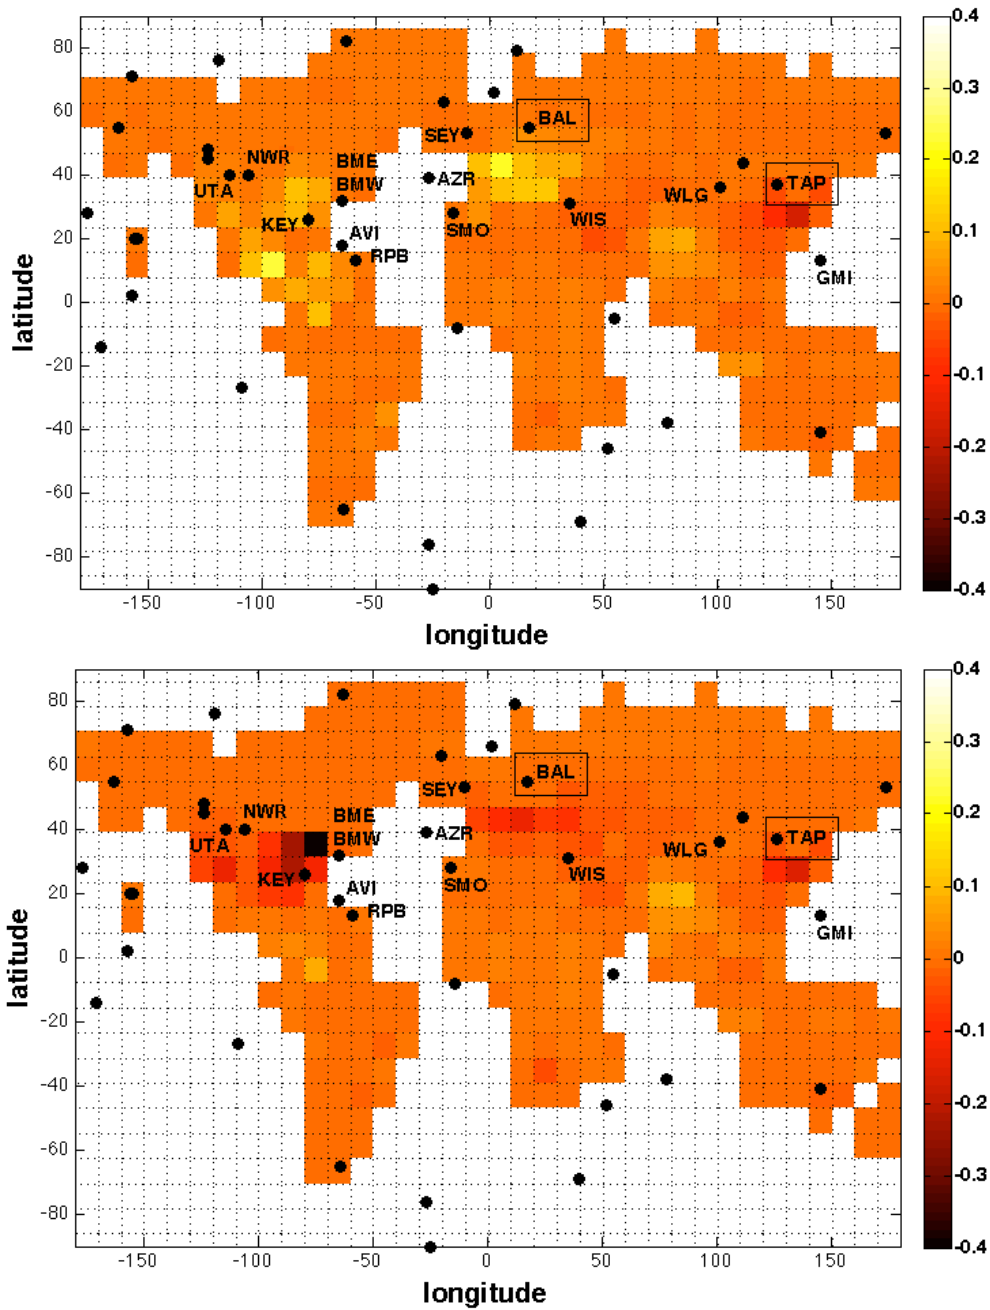 0.4
80
60
BAL
0.3
SEY
NWR
BME
0.2
40
AZR
UTA
BMW
WLG
TAP
KEY
SMO
WIS
0.1
20
AVI
RPB
GMI
0
0
-20
-0.1
-40
-0.2
-60
-0.3
-80
-0.4
-150
-100
-50
0
50
100
150
latitude
longitude
0.4
80
60
BAL
0.3
SEY
NWR
BME
0.2
40
AZR
UTA
BMW
WLG
TAP
KEY
SMO
WIS
0.1
20
AVI
RPB
GMI
0
0
-20
-0.1
-40
-0.2
-60
-0.3
-80
-0.4
-150
-100
-50
0
50
100
150
latitude
longitude